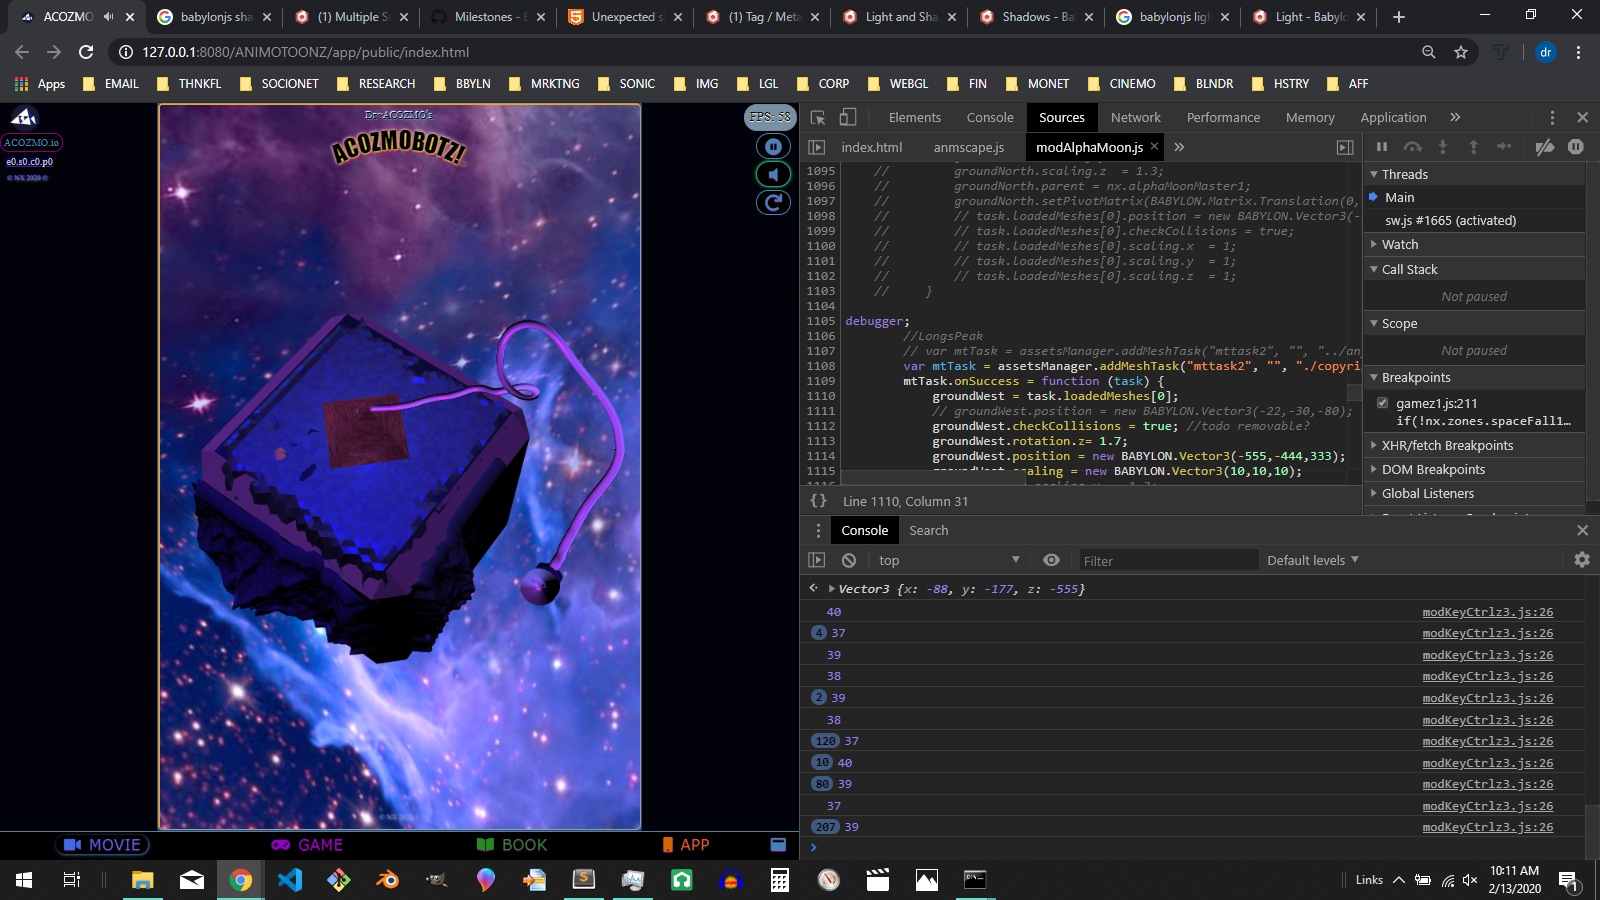 ACOZMO.
babylonjs sha
(1) Multiple S
Milestones - E
Unexpected s
(1) Tag / Meta
Light and Sha
Shadows - Ba
babylonjs ligh
Light - Babylo
127.0.0.1:8080/ANIMOTOONZ/app/public/index.html
dr
Apps EMAIL THNKFL SOCIONET RESEARCH BBYLN MRKTNG SONIC IMG LGL CORP WEBGL FIN MONET CINEMO BLNDR HSTRY AFF
ACOZMO.io
e0.s0.c0.p0
© NX 2020 ©
Dr~ACOZMO's
ACOZMOBOTZ!
FPS: 58
© NX 2020 ©
MOVIE GAME BOOK APP
Elements Console Sources Network Performance Memory Application
index.html anmscape.js modAlphaMoon.js
1095 // groundNorth.scaling.z = 1.3;
1096 // groundNorth.parent = nx.alphaMoonMaster1;
1097 // groundNorth.setPivotMatrix(BABYLON.Matrix.Translation(0,
1098 // // task.loadedMeshes[0].position = new BABYLON.Vector3(-
1099 // // task.loadedMeshes[0].checkCollisions = true;
1100 // // task.loadedMeshes[0].scaling.x = 1;
1101 // // task.loadedMeshes[0].scaling.y = 1;
1102 // // task.loadedMeshes[0].scaling.z = 1;
1103 // }
1104
1105 debugger;
1106 //LongsPeak
1107 // var mtTask = assetsManager.addMeshTask("mttask2", "", "../an
1108 var mtTask = assetsManager.addMeshTask("mttask2", "", "./copyri
1109 mtTask.onSuccess = function (task) {
1110 groundWest = task.loadedMeshes[0];
1111 // groundWest.position = new BABYLON.Vector3(-22,-30,-80);
1112 groundWest.checkCollisions = true; //todo removable?
1113 groundWest.rotation.z= 1.7;
1114 groundWest.position = new BABYLON.Vector3(-555,-444,333);
1115 groundWest.scaling = new BABYLON.Vector3(10,10,10);
{} Line 1110, Column 31
Threads
Main
sw.js #1665 (activated)
Watch
Call Stack
Not paused
Scope
Not paused
Breakpoints
gamez1.js:211
if(!nx.zones.spaceFall1…
XHR/fetch Breakpoints
DOM Breakpoints
Global Listeners
Console Search
top Filter Default levels
Vector3 {x: -88, y: -177, z: -555}
40 modKeyCtrlz3.js:26
4 37 modKeyCtrlz3.js:26
39 modKeyCtrlz3.js:26
38 modKeyCtrlz3.js:26
2 39 modKeyCtrlz3.js:26
38 modKeyCtrlz3.js:26
120 37 modKeyCtrlz3.js:26
10 40 modKeyCtrlz3.js:26
80 39 modKeyCtrlz3.js:26
37 modKeyCtrlz3.js:26
207 39 modKeyCtrlz3.js:26
Links
10:11 AM
2/13/2020
1